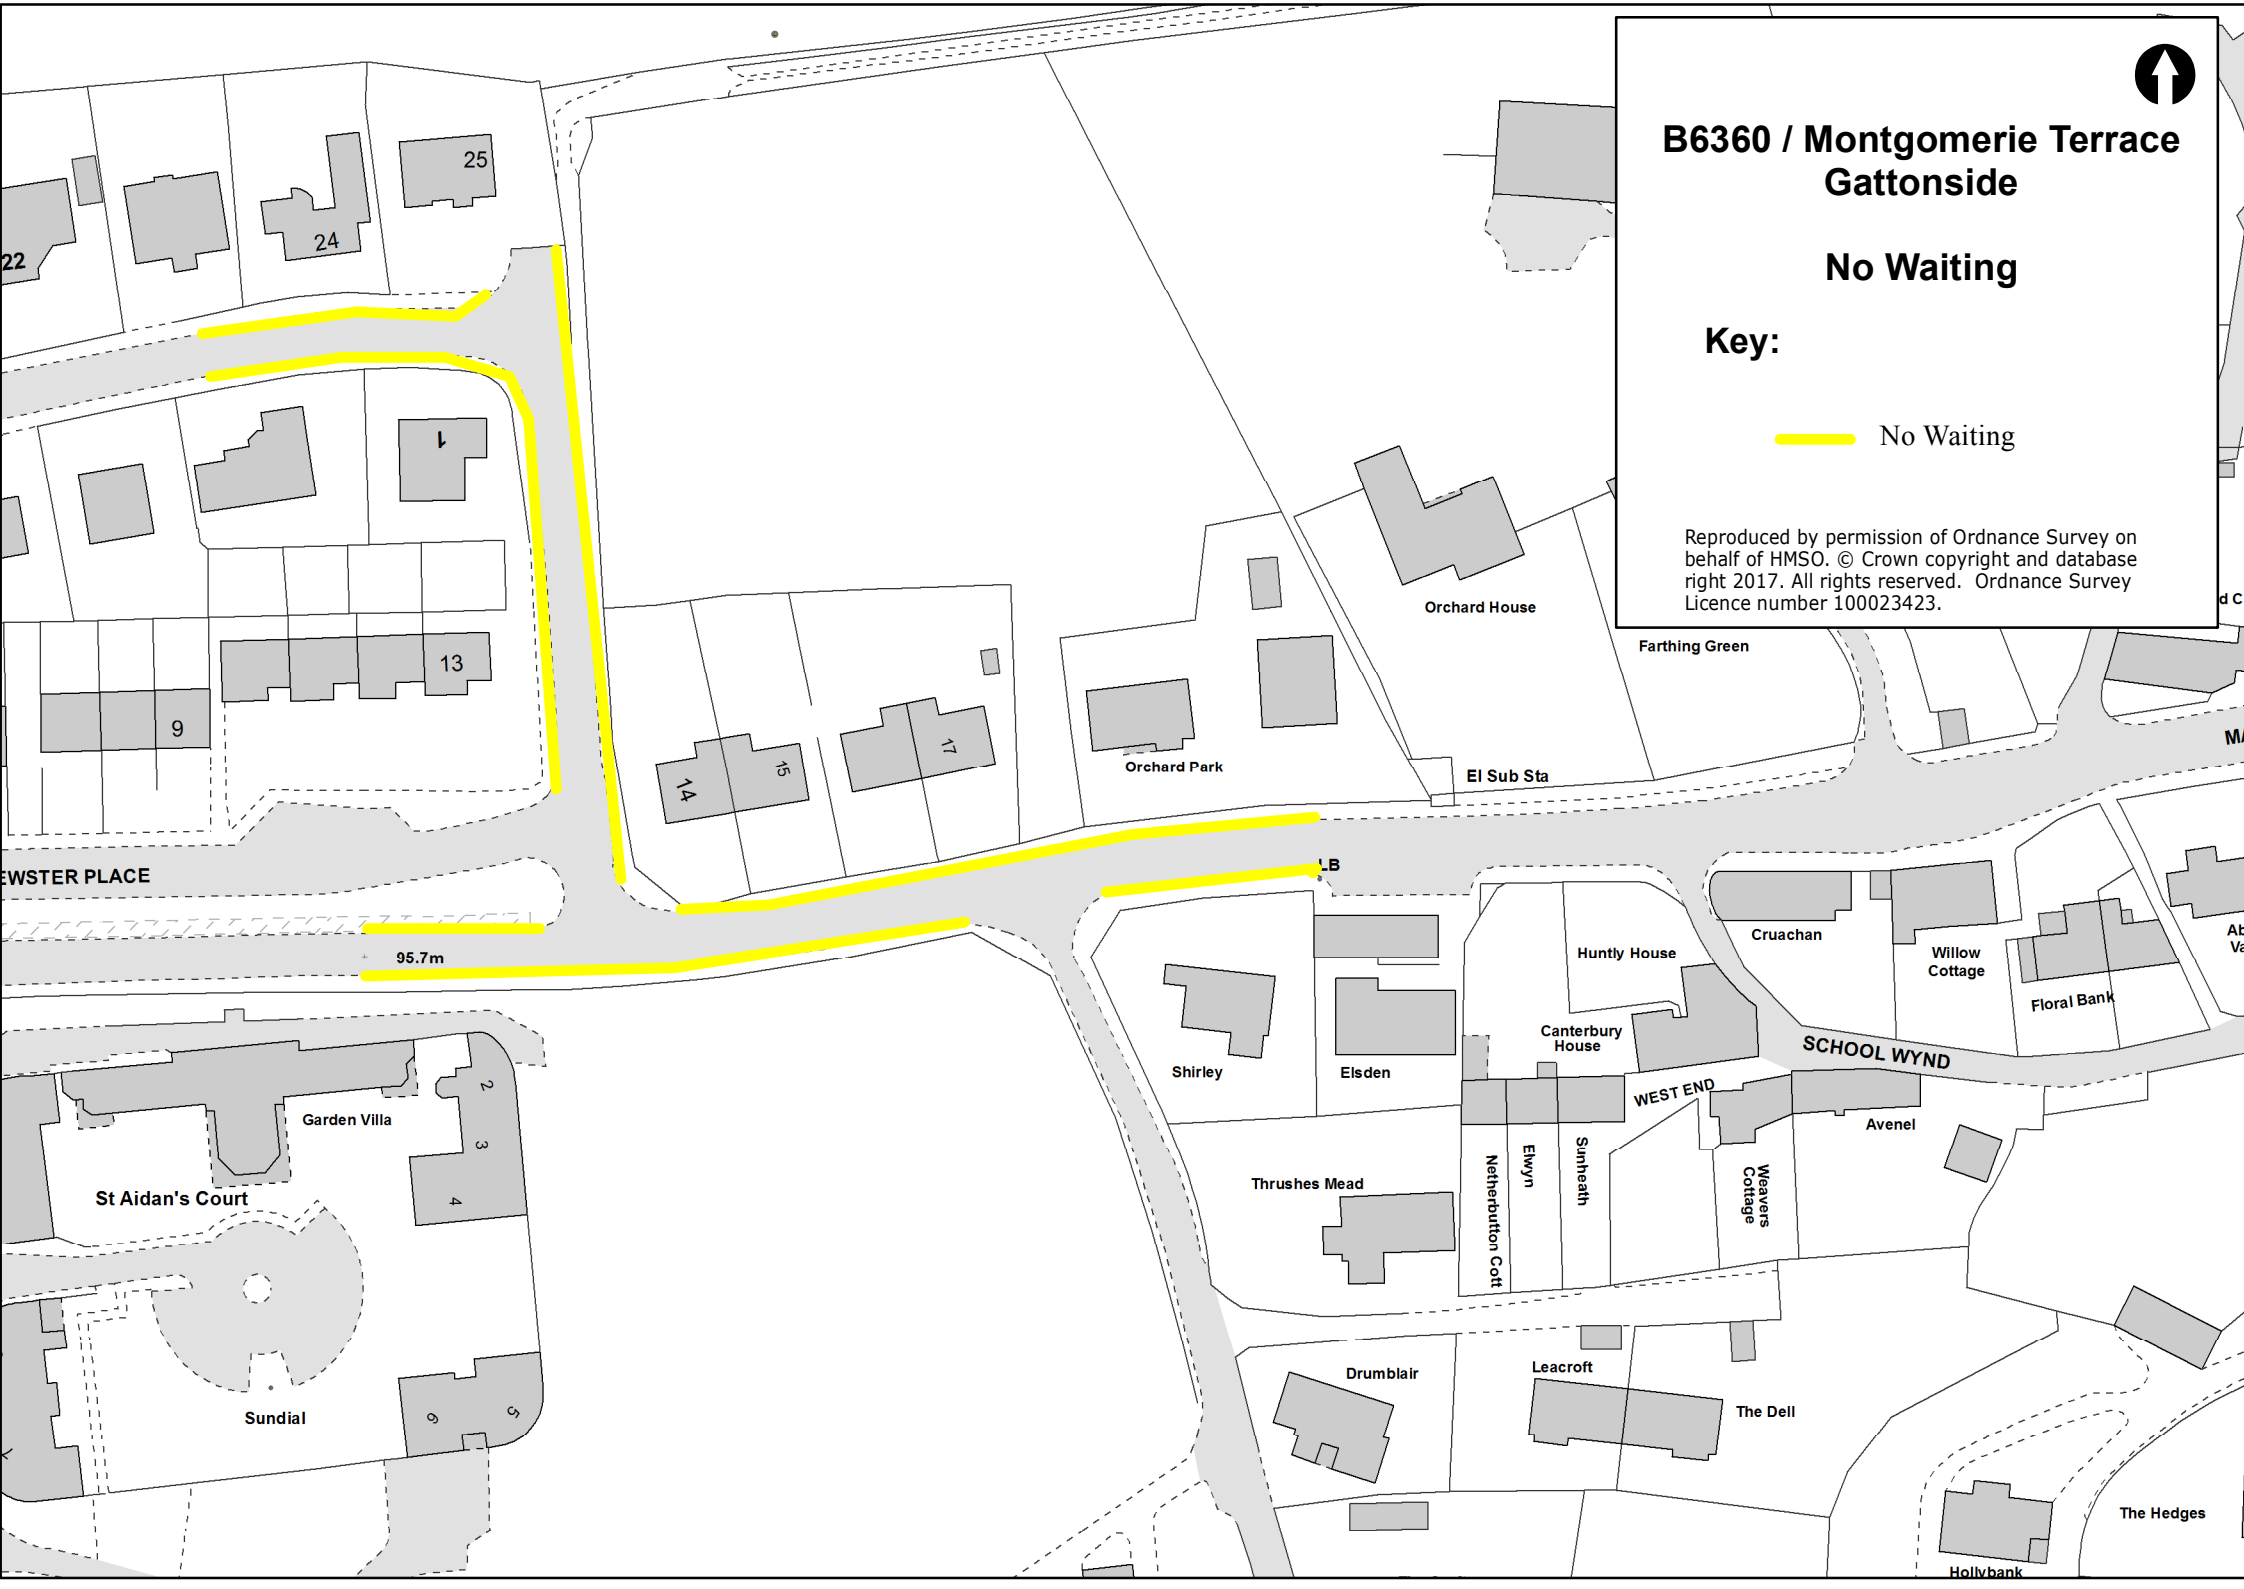 B6360 / Montgomerie Terrace
Gattonside
No Waiting
Key:
No Waiting
Reproduced by permission of Ordnance Survey on
behalf of HMSO. © Crown copyright and database
right 2017. All rights reserved. Ordnance Survey
Licence number 100023423.
25
24
22
1
13
9
14
15
17
Orchard House
Farthing Green
Orchard Park
El Sub Sta
LB
EWSTER PLACE
95.7m
Cruachan
Huntly House
Willow
Cottage
Floral Bank
Canterbury
House
SCHOOL WYND
WEST END
Shirley
Elsden
Avenel
Garden Villa
2
3
4
St Aidan's Court
Thrushes Mead
Netherbutton Cott
Elwyn
Sunheath
Weavers
Cottage
Drumblair
Leacroft
The Dell
Sundial
6
5
The Hedges
Hollybank